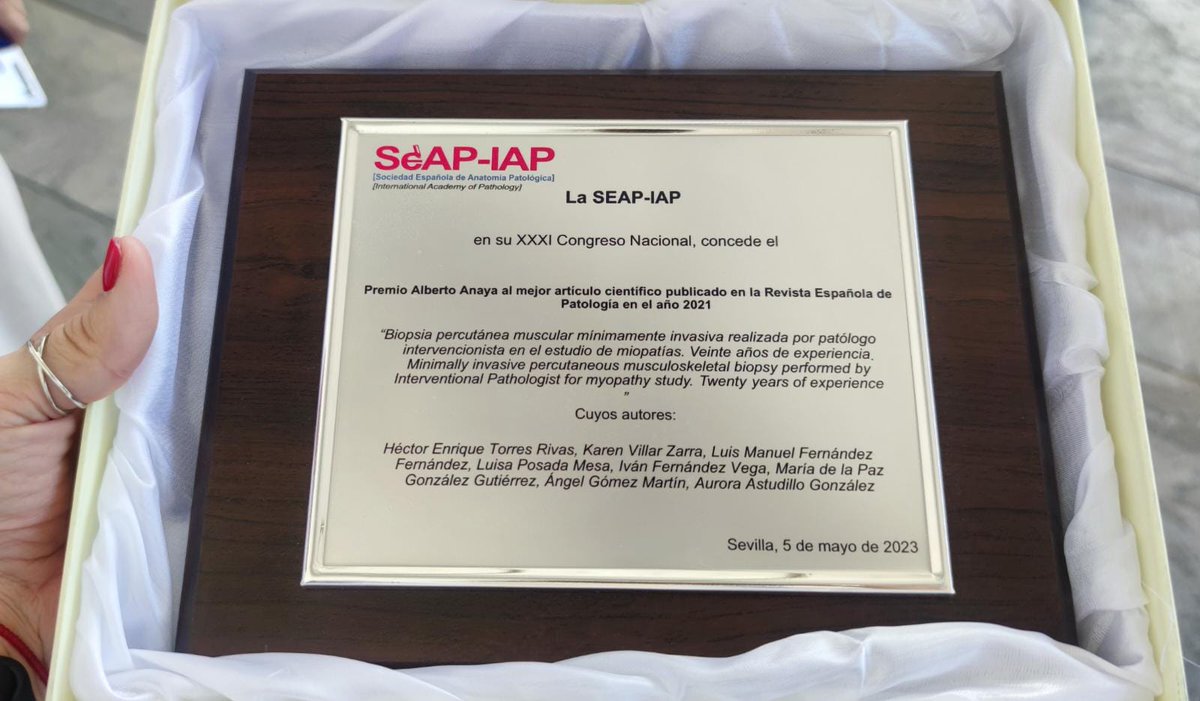 SeAP-IAP
[Sociedad Española de Anatomía Patológica]
[International Academy of Pathology]
La SEAP-IAP
en su XXXI Congreso Nacional, concede el
Premio Alberto Anaya al mejor artículo científico publicado en la Revista Española de
Patología en el año 2021
“Biopsia percutánea muscular mínimamente invasiva realizada por patólogo
intervencionista en el estudio de miopatías. Veinte años de experiencia.
Minimally invasive percutaneous musculoskeletal biopsy performed by
Interventional Pathologist for myopathy study. Twenty years of experience
”
Cuyos autores:
Héctor Enrique Torres Rivas, Karen Villar Zarra, Luis Manuel Fernández
Fernández, Luisa Posada Mesa, Iván Fernández Vega, María de la Paz
González Gutiérrez, Ángel Gómez Martín, Aurora Astudillo González
Sevilla, 5 de mayo de 2023